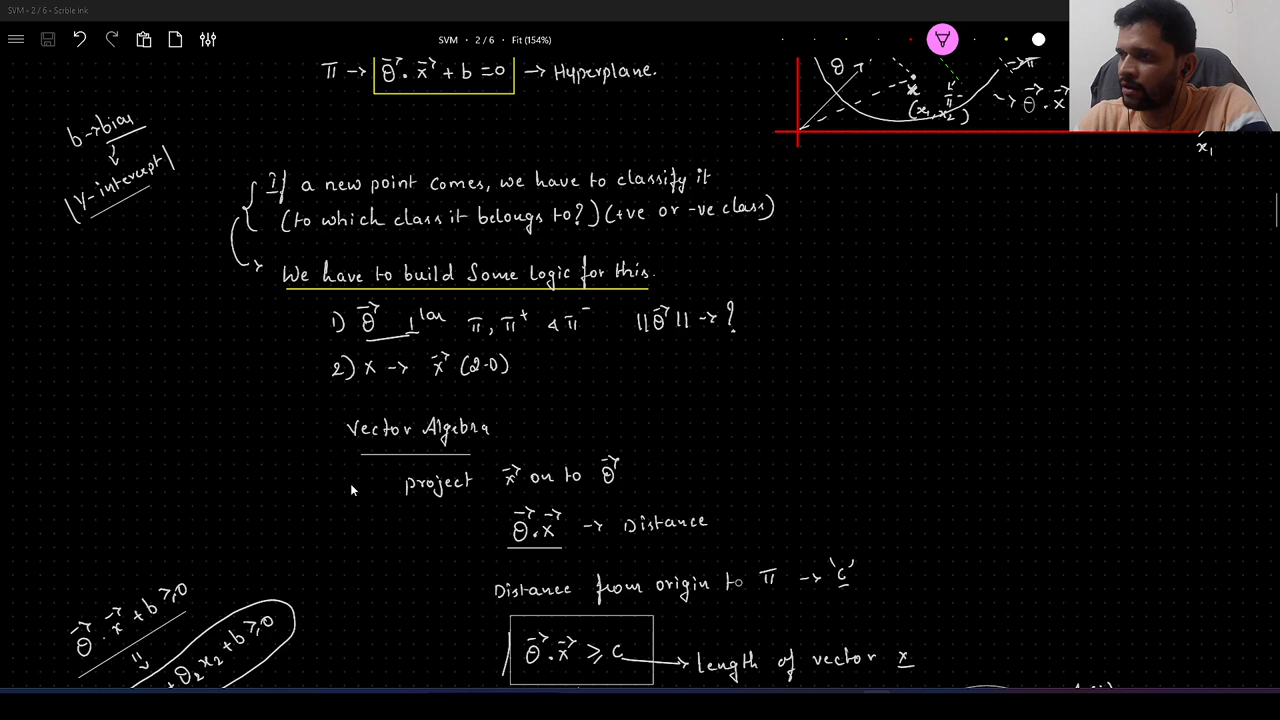 SVM - 2 / 6 - Scrible ink
SVM • 2 / 6 • Fit (154%)
π → θ⃗ . x⃗ + b = 0 → Hyperplane.
θ
x
(x₁, x₂)
π
→ θ⃗ . x⃗
x₁
b → bias
↓
Y-intercept
If a new point comes, we have to classify it
(to which class it belongs to?) (+ve or -ve class)
We have to build Some logic for this.
1) θ⃗ ⊥lar π, π⁺ & π⁻ ||θ⃗|| → ?
2) x → x⃗ (2-D)
Vector Algebra
project x⃗ on to θ⃗
θ⃗.x⃗ → Distance
Distance from origin to π → 'c'
θ⃗.x⃗ ≥ c → length of vector x
θ⃗ . x⃗ + b ≥ 0
+ θ₂x₂ + b ≥ 0